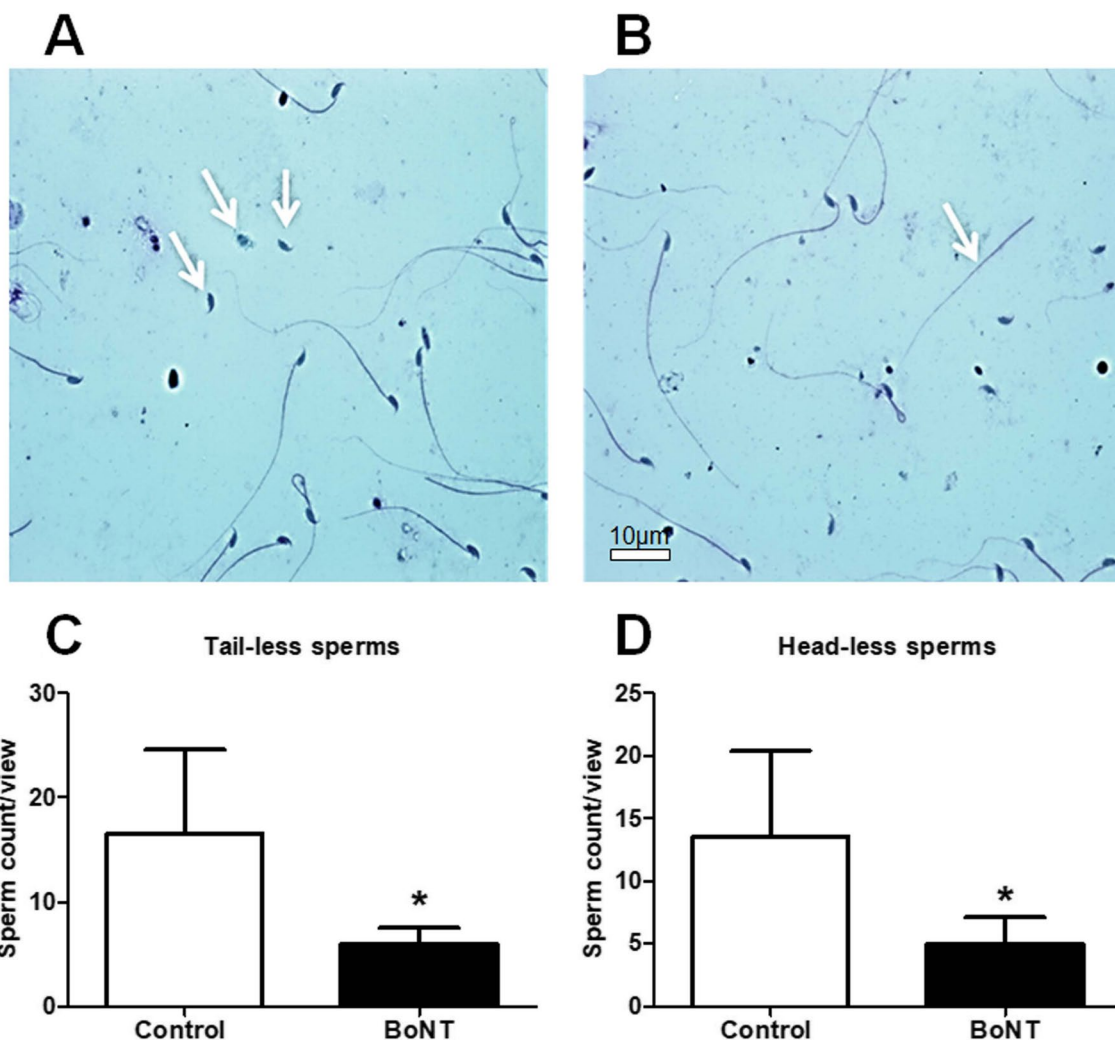 A
B
10µm
C
Tail-less sperms
Sperm count/view
30
20
10
0
*
Control
BoNT
D
Head-less sperms
Sperm count/view
25
20
15
10
5
0
*
Control
BoNT